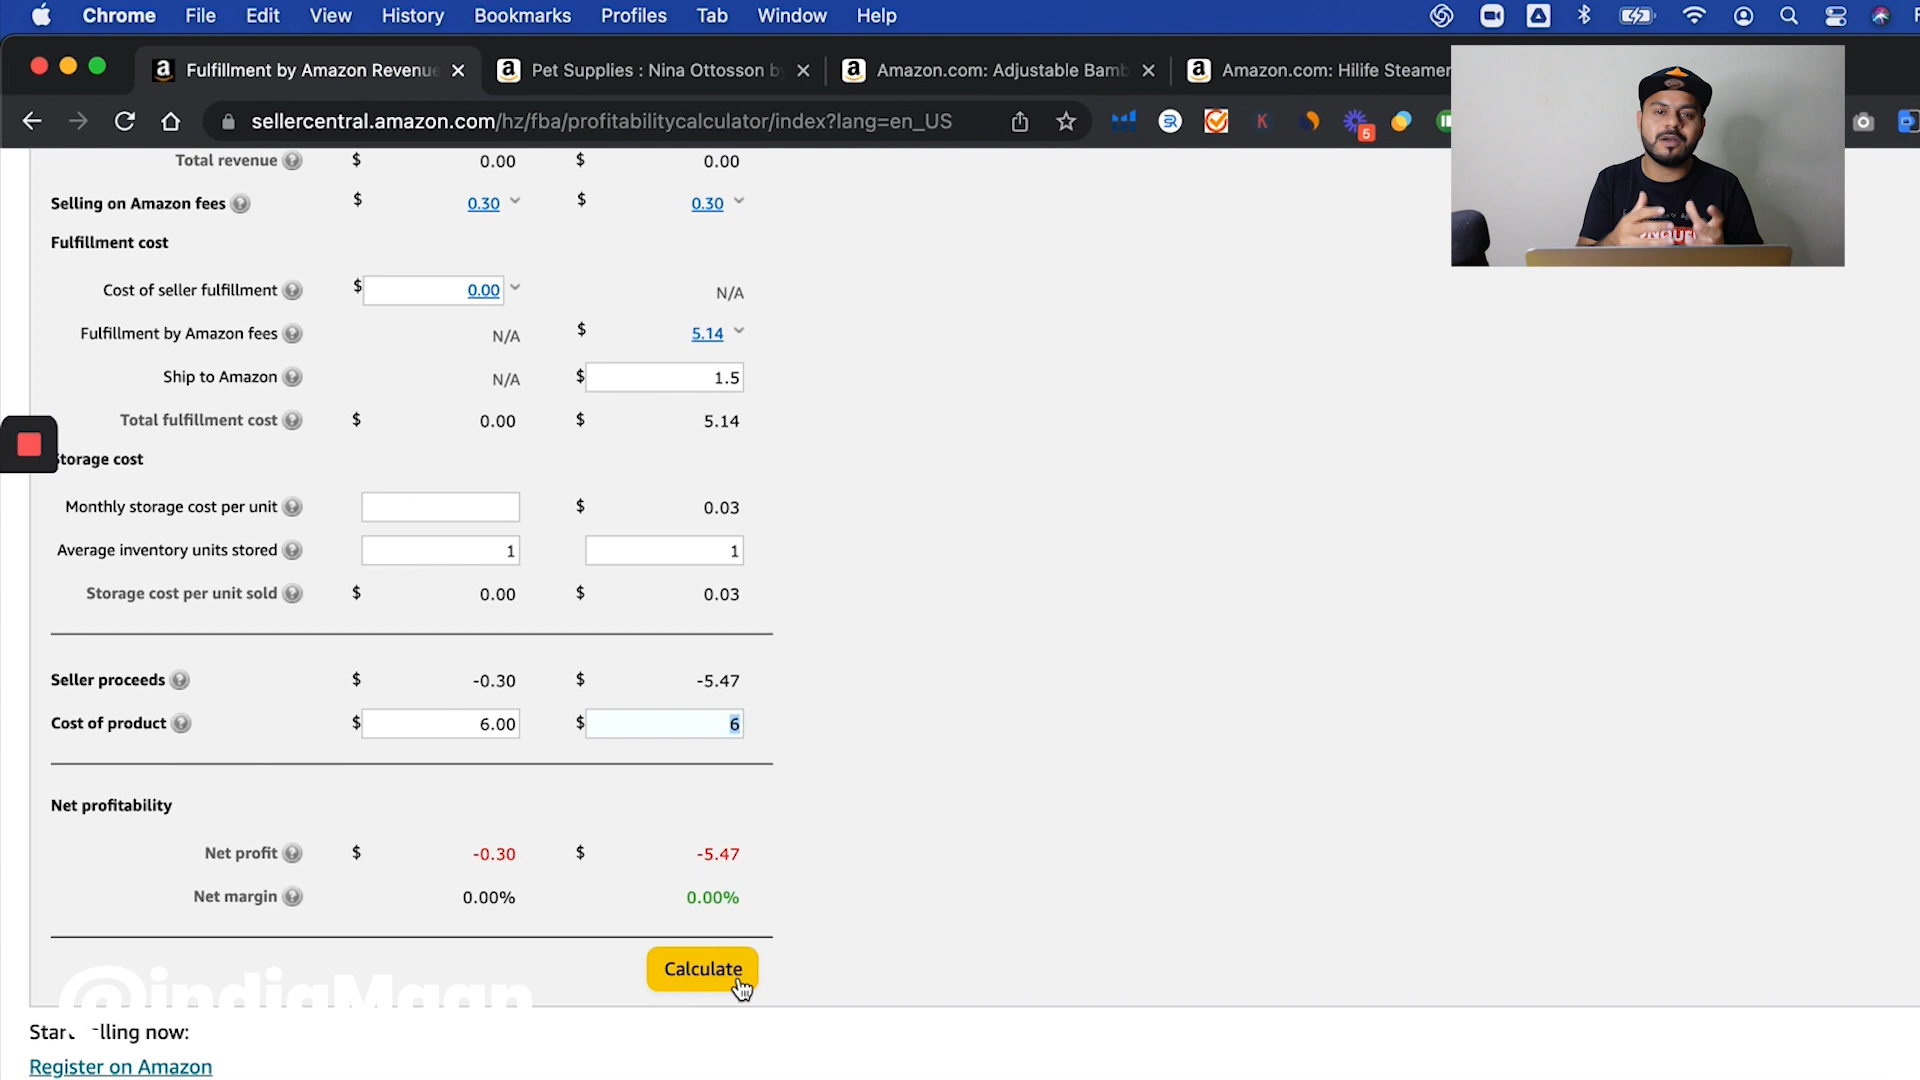 Chrome File Edit View History Bookmarks Profiles Tab Window Help
Fulfillment by Amazon Revenue Pet Supplies : Nina Ottosson by Amazon.com: Adjustable Bamb Amazon.com: Hilife Steamer
sellercentral.amazon.com/hz/fba/profitabilitycalculator/index?lang=en_US
5
Total revenue $ 0.00 $ 0.00
Selling on Amazon fees $ 0.30 $ 0.30
Fulfillment cost
Cost of seller fulfillment $ 0.00 N/A
Fulfillment by Amazon fees N/A $ 5.14
Ship to Amazon N/A $ 1.5
Total fulfillment cost $ 0.00 $ 5.14
Storage cost
Monthly storage cost per unit $ 0.03
Average inventory units stored 1 1
Storage cost per unit sold $ 0.00 $ 0.03
Seller proceeds $ -0.30 $ -5.47
Cost of product $ 6.00 $ 6
Net profitability
Net profit $ -0.30 $ -5.47
Net margin 0.00% 0.00%
Calculate
@indiaMaan
now:
Register on Amazon